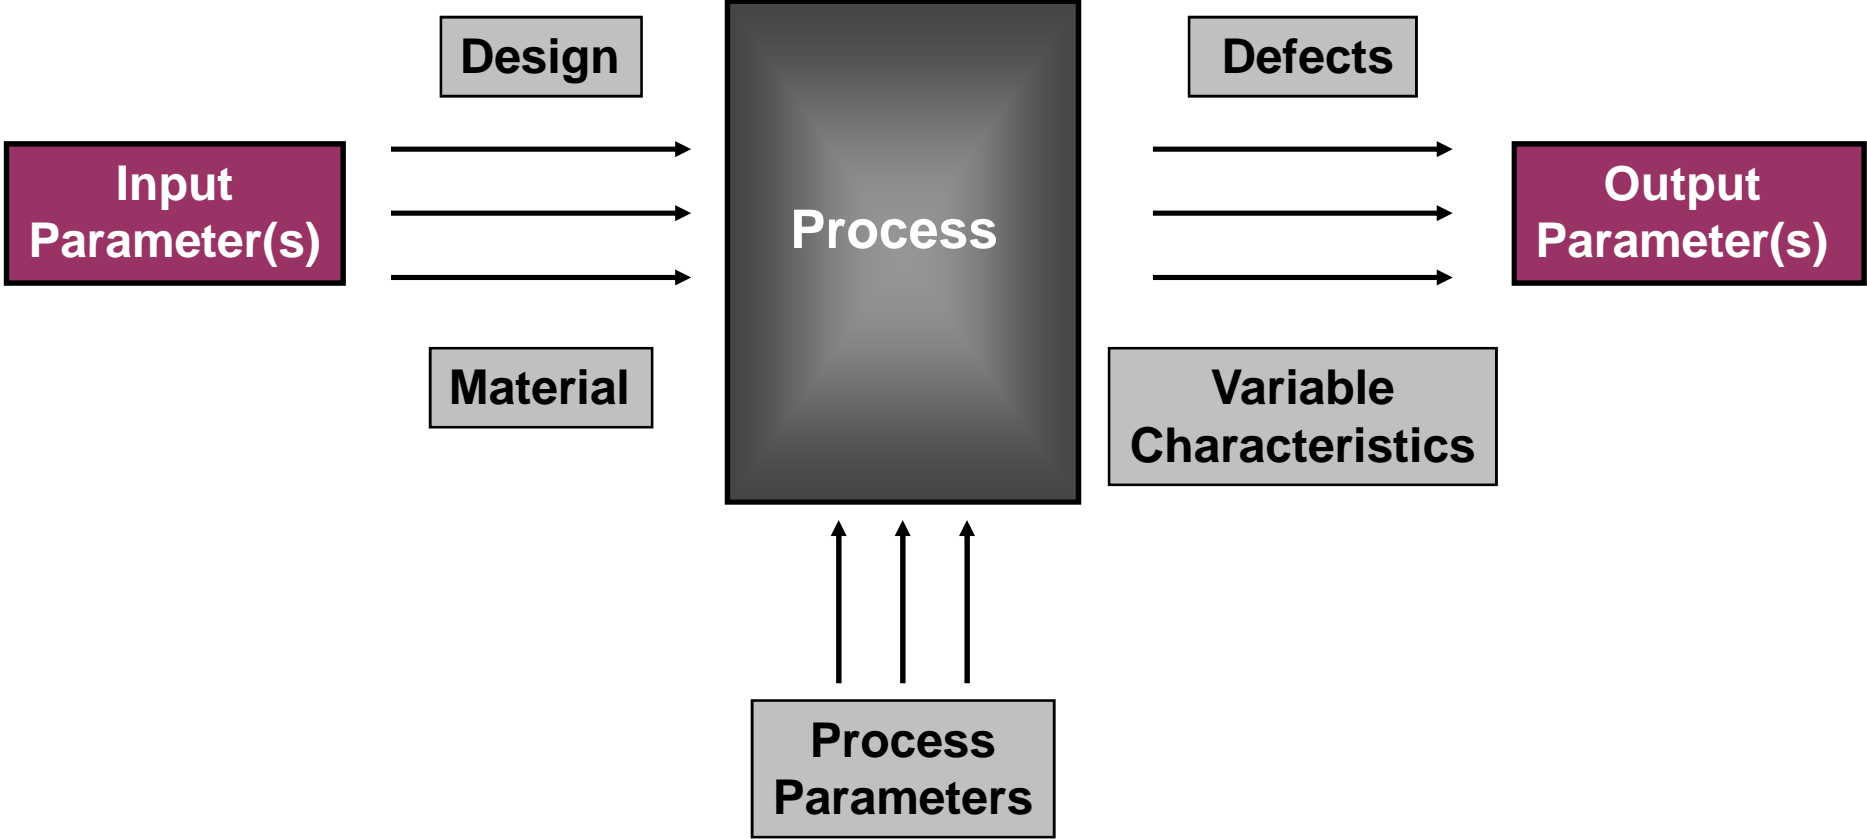 Design
Defects
Input
Parameter(s)
Process
Output
Parameter(s)
Material
Variable
Characteristics
Process
Parameters